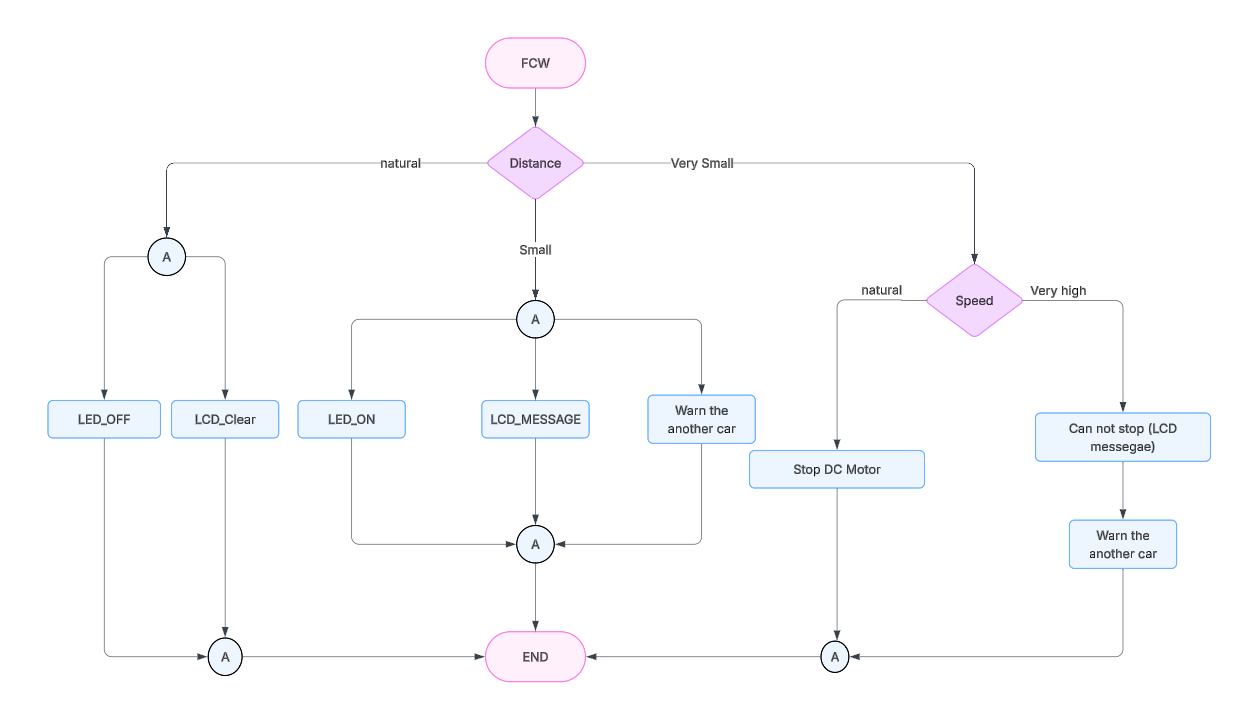 FCW
natural
Distance
Very Small
Small
A
natural
Speed
Very high
A
LED_OFF
LCD_Clear
LED_ON
LCD_MESSAGE
Warn the
another car
Can not stop (LCD
messegae)
Stop DC Motor
A
Warn the
another car
A
END
A